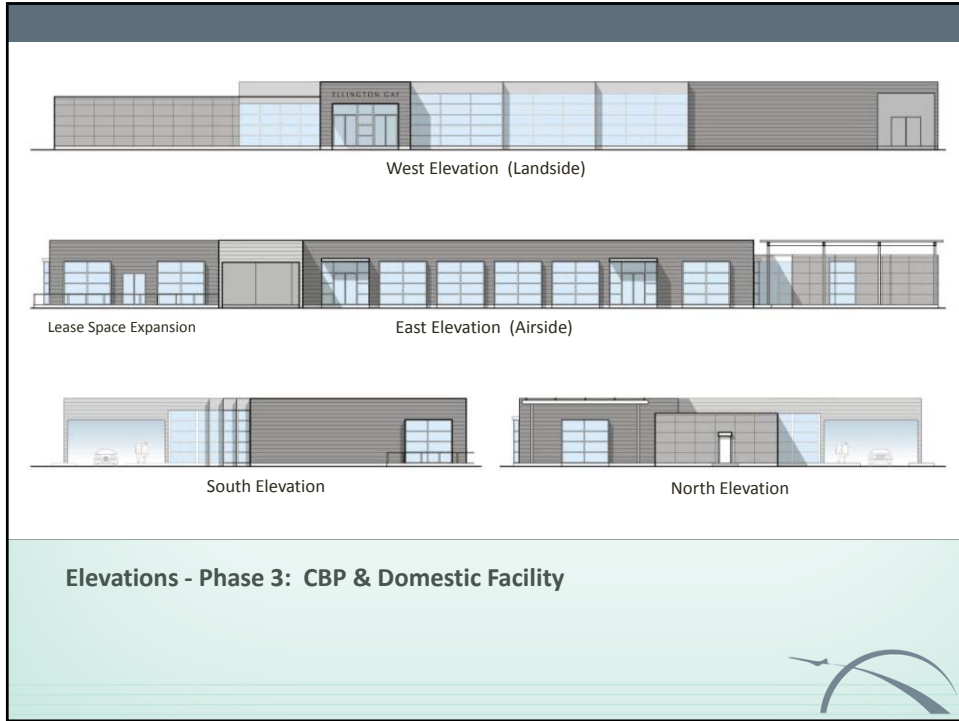 ELLINGTON GAF
West Elevation (Landside)
Lease Space Expansion
East Elevation (Airside)
South Elevation
North Elevation
Elevations - Phase 3: CBP & Domestic Facility